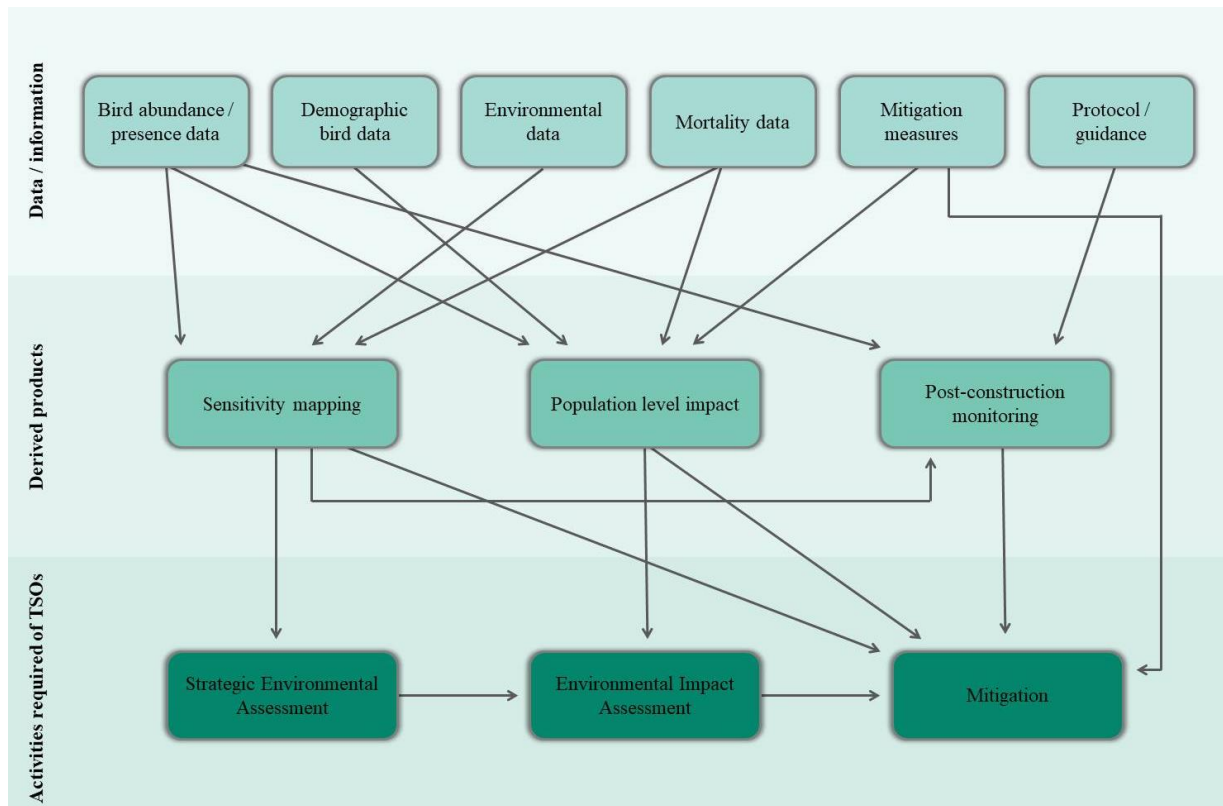 Data / information
Bird abundance /
presence data
Demographic
bird data
Environmental
data
Mortality data
Mitigation
measures
Protocol /
guidance
Derived products
Sensitivity mapping
Population level impact
Post-construction
monitoring
Activities required of TSOs
Strategic Environmental
Assessment
Environmental Impact
Assessment
Mitigation